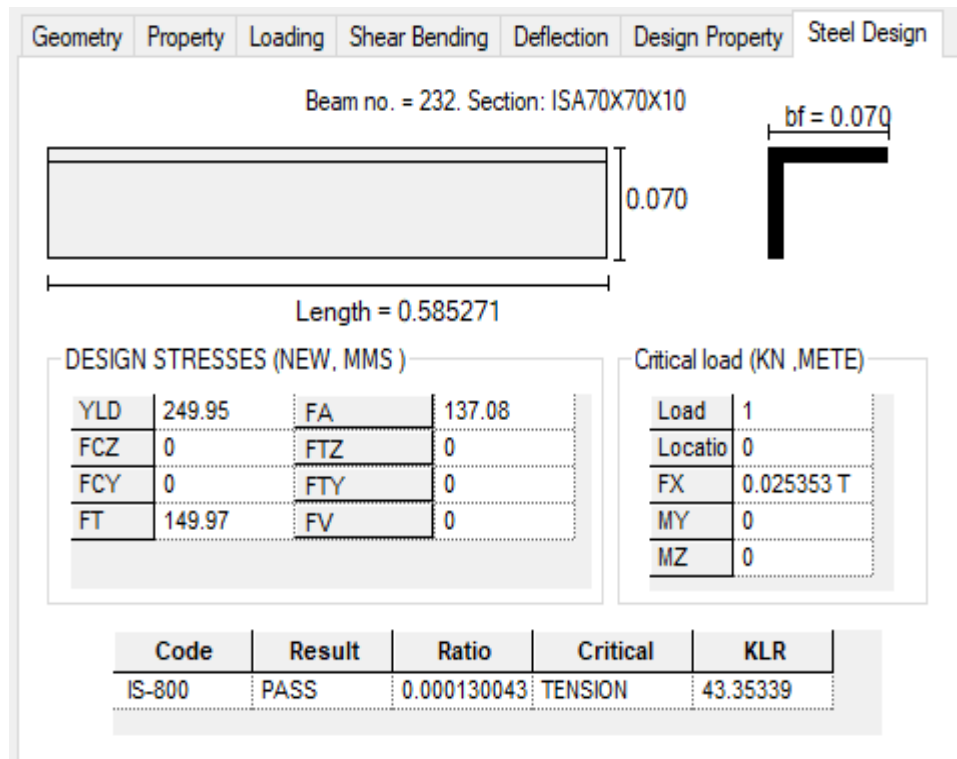 Geometry Property Loading Shear Bending Deflection Design Property Steel Design
Beam no. = 232. Section: ISA70X70X10
bf = 0.070
0.070
Length = 0.585271
DESIGN STRESSES (NEW, MMS )
YLD 249.95 FA 137.08
FCZ 0 FTZ 0
FCY 0 FTY 0
FT 149.97 FV 0
Critical load (KN ,METE)
Load 1
Locatio 0
FX 0.025353 T
MY 0
MZ 0
Code Result Ratio Critical KLR
IS-800 PASS 0.000130043 TENSION 43.35339